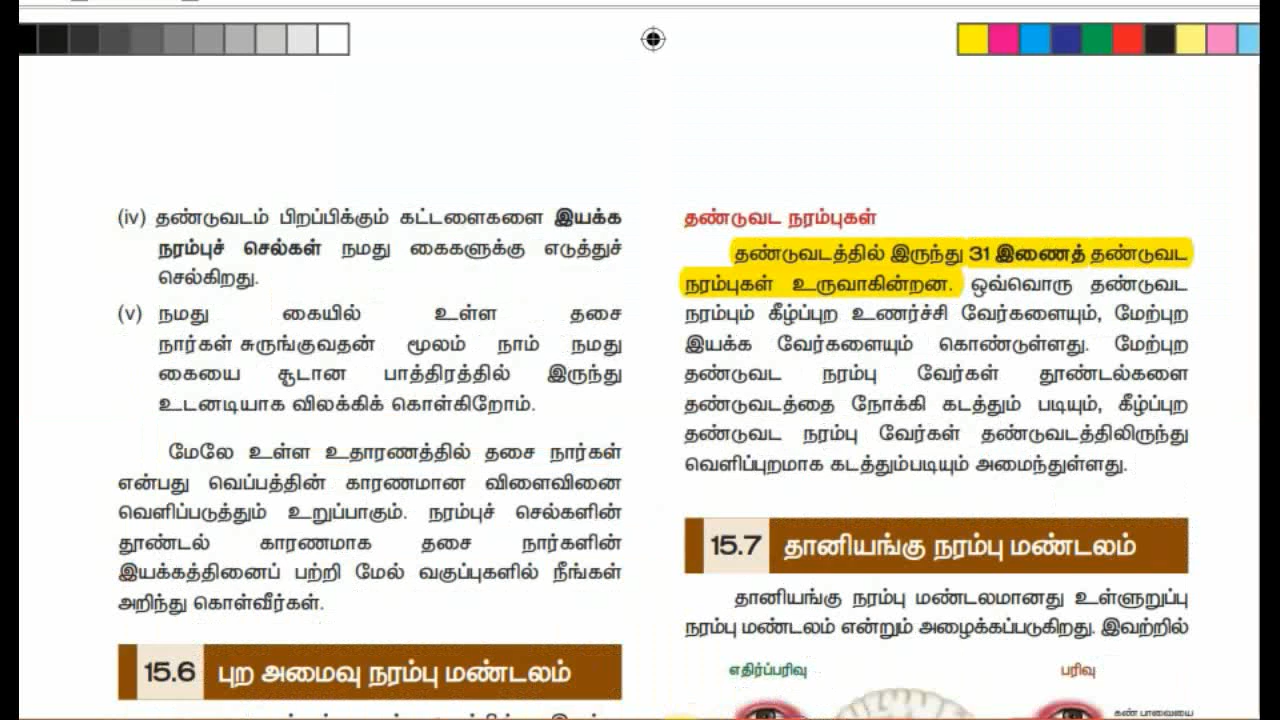 (iv) தண்டுவடம் பிறப்பிக்கும் கட்டளைகளை இயக்க
நரம்புச் செல்கள் நமது கைகளுக்கு எடுத்துச்
செல்கிறது.
(v) நமது கையில் உள்ள தசை
நார்கள் சுருங்குவதன் மூலம் நாம் நமது
கையை சூடான பாத்திரத்தில் இருந்து
உடனடியாக விலக்கிக் கொள்கிறோம்.
மேலே உள்ள உதாரணத்தில் தசை நார்கள்
என்பது வெப்பத்தின் காரணமான விளைவினை
வெளிப்படுத்தும் உறுப்பாகும். நரம்புச் செல்களின்
தூண்டல் காரணமாக தசை நார்களின்
இயக்கத்தினைப் பற்றி மேல் வகுப்புகளில் நீங்கள்
அறிந்து கொள்வீர்கள்.
15.6 புற அமைவு நரம்பு மண்டலம்
தண்டுவட நரம்புகள்
தண்டுவடத்தில் இருந்து 31 இணைத் தண்டுவட
நரம்புகள் உருவாகின்றன. ஒவ்வொரு தண்டுவட
நரம்பும் கீழ்ப்புற உணர்ச்சி வேர்களையும், மேற்புற
இயக்க வேர்களையும் கொண்டுள்ளது. மேற்புற
தண்டுவட நரம்பு வேர்கள் தூண்டல்களை
தண்டுவடத்தை நோக்கி கடத்தும் படியும், கீழ்ப்புற
தண்டுவட நரம்பு வேர்கள் தண்டுவடத்திலிருந்து
வெளிப்புறமாக கடத்தும்படியும் அமைந்துள்ளது.
15.7 தானியங்கு நரம்பு மண்டலம்
தானியங்கு நரம்பு மண்டலமானது உள்ளுறுப்பு
நரம்பு மண்டலம் என்றும் அழைக்கப்படுகிறது. இவற்றில்
எதிர்ப்பரிவு பரிவு
கண் பாவையை